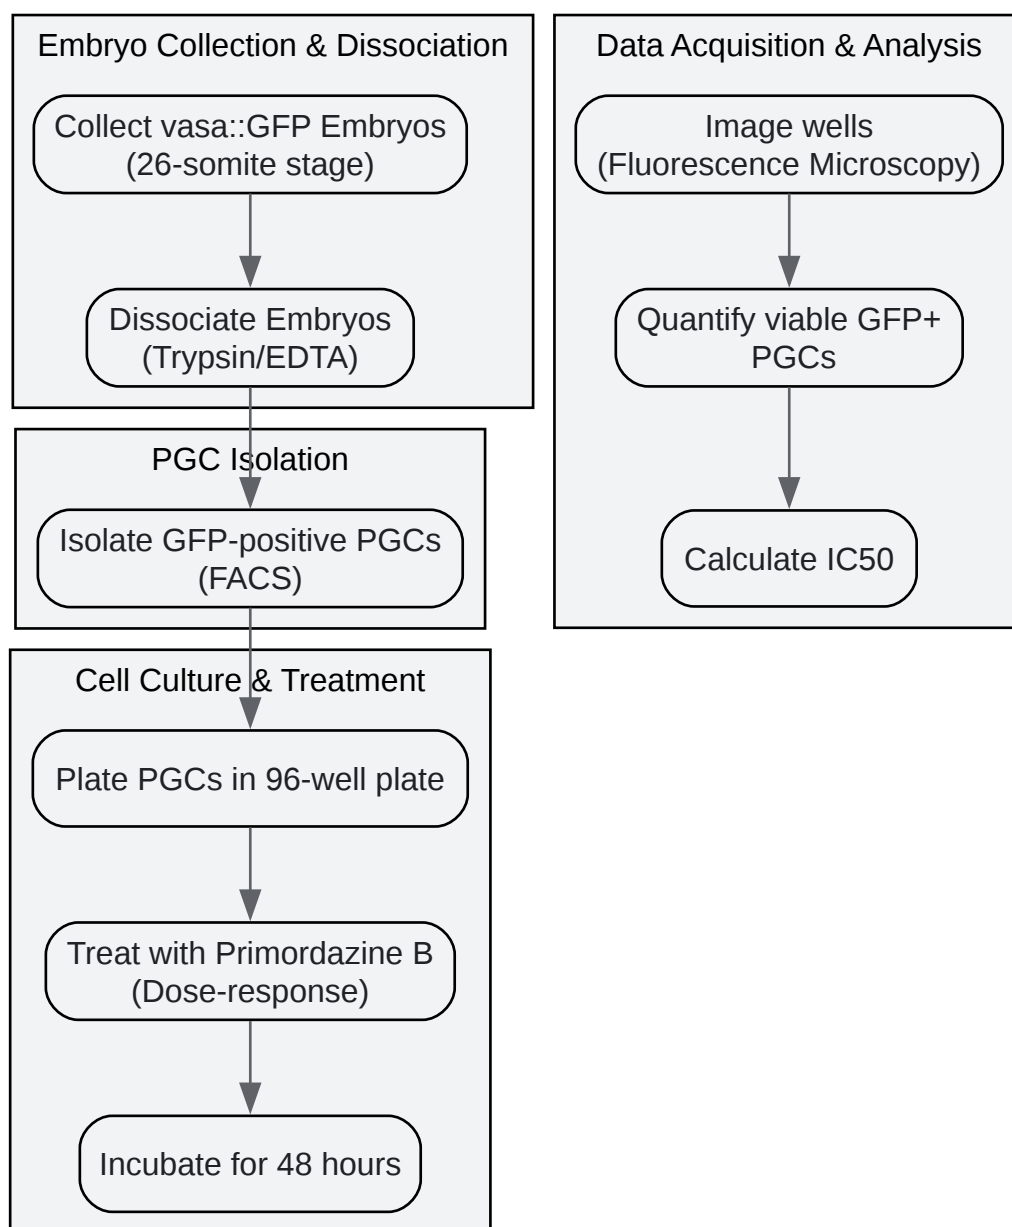 Embryo Collection & Dissociation
Collect vasa::GFP Embryos
(26-somite stage)
Dissociate Embryos
(Trypsin/EDTA)
PGC Isolation
Isolate GFP-positive PGCs
(FACS)
Cell Culture & Treatment
Plate PGCs in 96-well plate
Treat with Primordazine B
(Dose-response)
Incubate for 48 hours
Data Acquisition & Analysis
Image wells
(Fluorescence Microscopy)
Quantify viable GFP+
PGCs
Calculate IC50